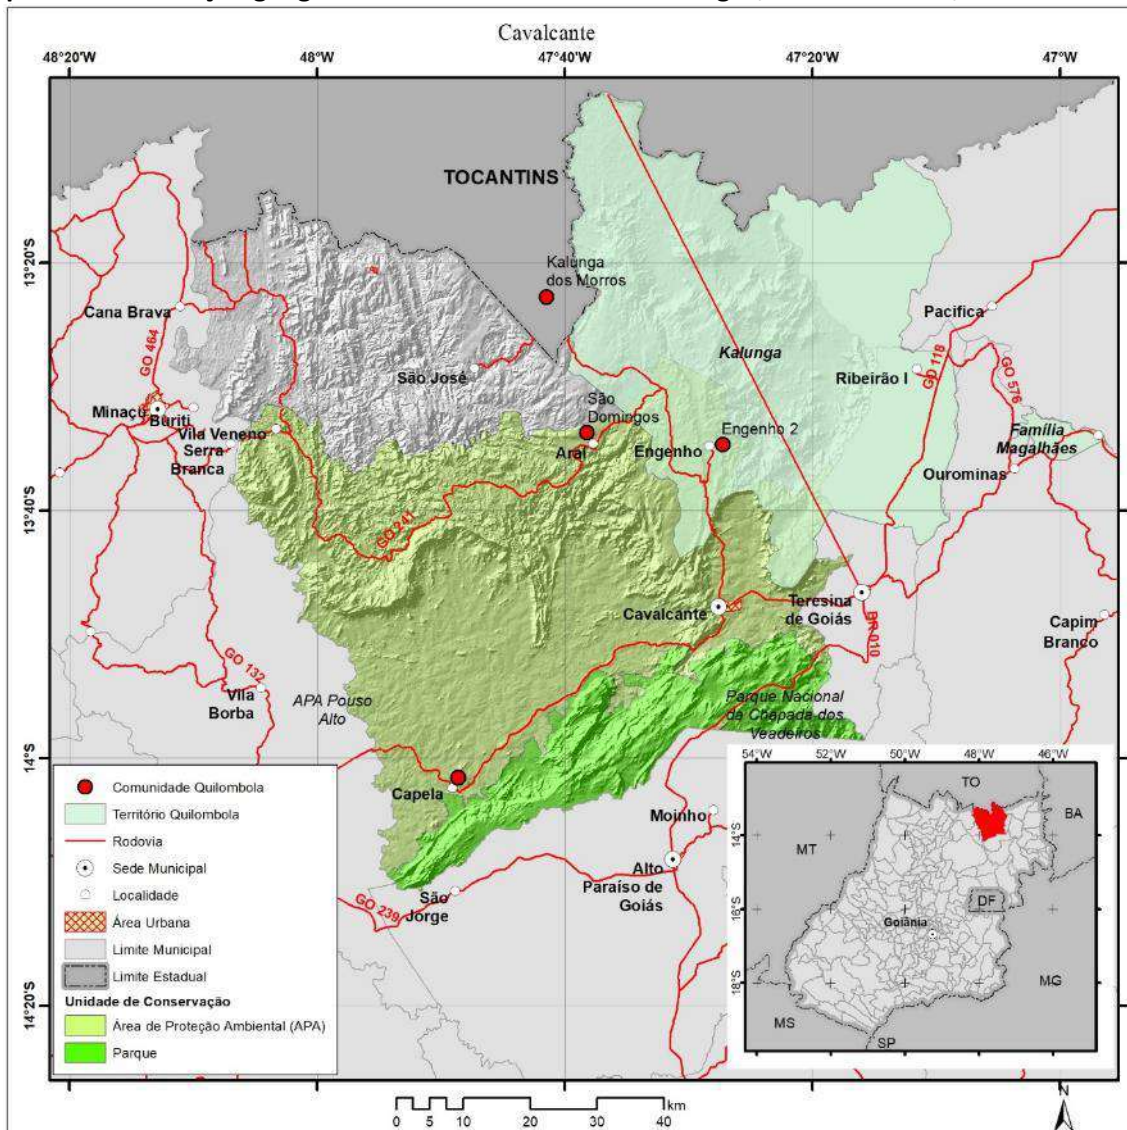 Cavalcante
48°20'W
48°W
47°40'W
47°20'W
47°W
TOCANTINS
13°20'S
Kalunga
dos Morros
Cana Brava
GO 464
Pacífica
Kalunga
GO 118
São José
Ribeirão I
GO 576
São
Domingos
Minaçu
Buriti
Vila Veneno
Serra
Branca
Araí
Engenho
Engenho 2
Família
Magalhães
Ourominas
13°40'S
GO 241
Cavalcante
Teresina
de Goiás
BR 010
Capim
Branco
GO 132
Vila
Borba
APA Pouso
Alto
Parque Nacional
da Chapada dos
Veadeiros
14°S
Capela
Moinho
Alto
Paraíso de
Goiás
São
Jorge
GO 239
14°20'S
Comunidade Quilombola
Território Quilombola
Rodovia
Sede Municipal
Localidade
Área Urbana
Limite Municipal
Limite Estadual
Unidade de Conservação
Área de Proteção Ambiental (APA)
Parque
54°W
52°W
50°W
48°W
46°W
TO
BA
14°S
MT
16°S
DF
Goiânia
18°S
MG
MS
SP
0 5 10 20 30 40
km
N